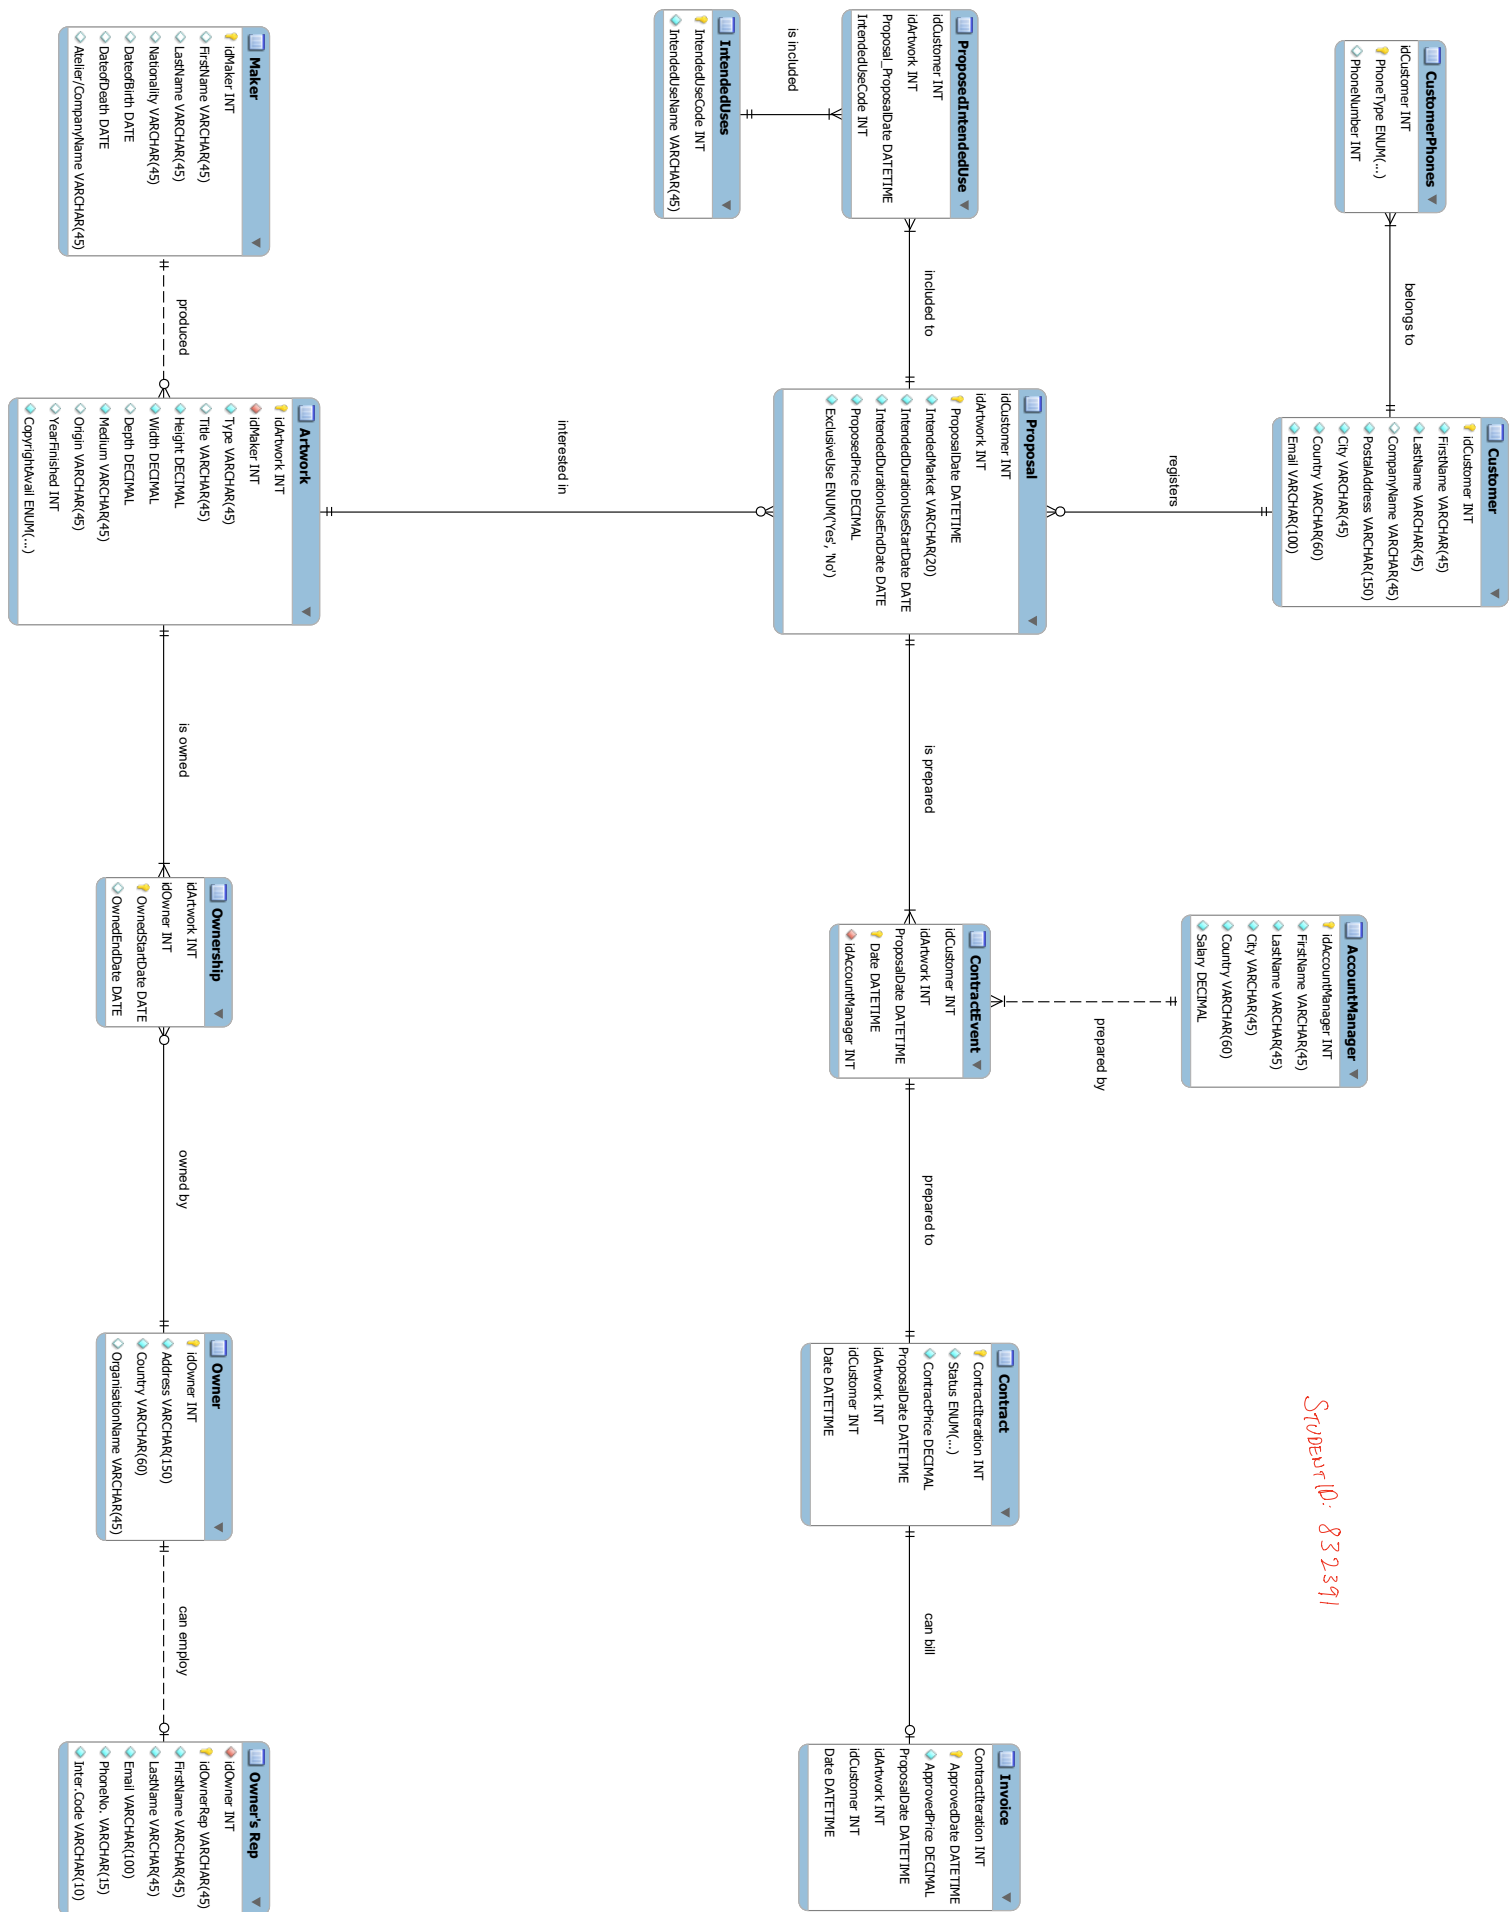 CustomerPhones
idCustomer INT
PhoneType ENUM(...)
PhoneNumber INT
belongs to
Customer
idCustomer INT
FirstName VARCHAR(45)
LastName VARCHAR(45)
CompanyName VARCHAR(45)
PostalAddress VARCHAR(150)
City VARCHAR(45)
Country VARCHAR(60)
Email VARCHAR(100)
AccountManager
idAccountManager INT
FirstName VARCHAR(45)
LastName VARCHAR(45)
City VARCHAR(45)
Country VARCHAR(60)
Salary DECIMAL
STUDENT ID: 832391
registers
prepared by
ProposedIntendedUse
idCustomer INT
idArtwork INT
Proposal_ProposalDate DATETIME
IntendedUseCode INT
included to
Proposal
idCustomer INT
idArtwork INT
ProposalDate DATETIME
IntendedMarket VARCHAR(20)
IntendedDurationUseStartDate DATE
IntendedDurationUseEndDate DATE
ProposedPrice DECIMAL
ExclusiveUse ENUM('Yes', 'No')
is prepared
ContractEvent
idCustomer INT
idArtwork INT
ProposalDate DATETIME
Date DATETIME
idAccountManager INT
prepared to
Contract
ContractIteration INT
Status ENUM(...)
ContractPrice DECIMAL
ProposalDate DATETIME
idArtwork INT
idCustomer INT
Date DATETIME
can bill
Invoice
ContractIteration INT
ApprovedDate DATETIME
ApprovedPrice DECIMAL
ProposalDate DATETIME
idArtwork INT
idCustomer INT
Date DATETIME
is included
IntendedUses
IntendedUseCode INT
IntendedUseName VARCHAR(45)
interested in
Maker
idMaker INT
FirstName VARCHAR(45)
LastName VARCHAR(45)
Nationality VARCHAR(45)
DateofBirth DATE
DateofDeath DATE
Atelier/CompanyName VARCHAR(45)
produced
Artwork
idArtwork INT
idMaker INT
Type VARCHAR(45)
Title VARCHAR(45)
Height DECIMAL
Width DECIMAL
Depth DECIMAL
Medium VARCHAR(45)
Origin VARCHAR(45)
YearFinished INT
CopyrightAvail ENUM(...)
is owned
Ownership
idArtwork INT
idOwner INT
OwnedStartDate DATE
OwnedEndDate DATE
owned by
Owner
idOwner INT
Address VARCHAR(150)
Country VARCHAR(60)
OrganisationName VARCHAR(45)
can employ
Owner's Rep
idOwner INT
idOwnerRep VARCHAR(45)
FirstName VARCHAR(45)
LastName VARCHAR(45)
Email VARCHAR(100)
PhoneNo. VARCHAR(15)
Inter.Code VARCHAR(10)